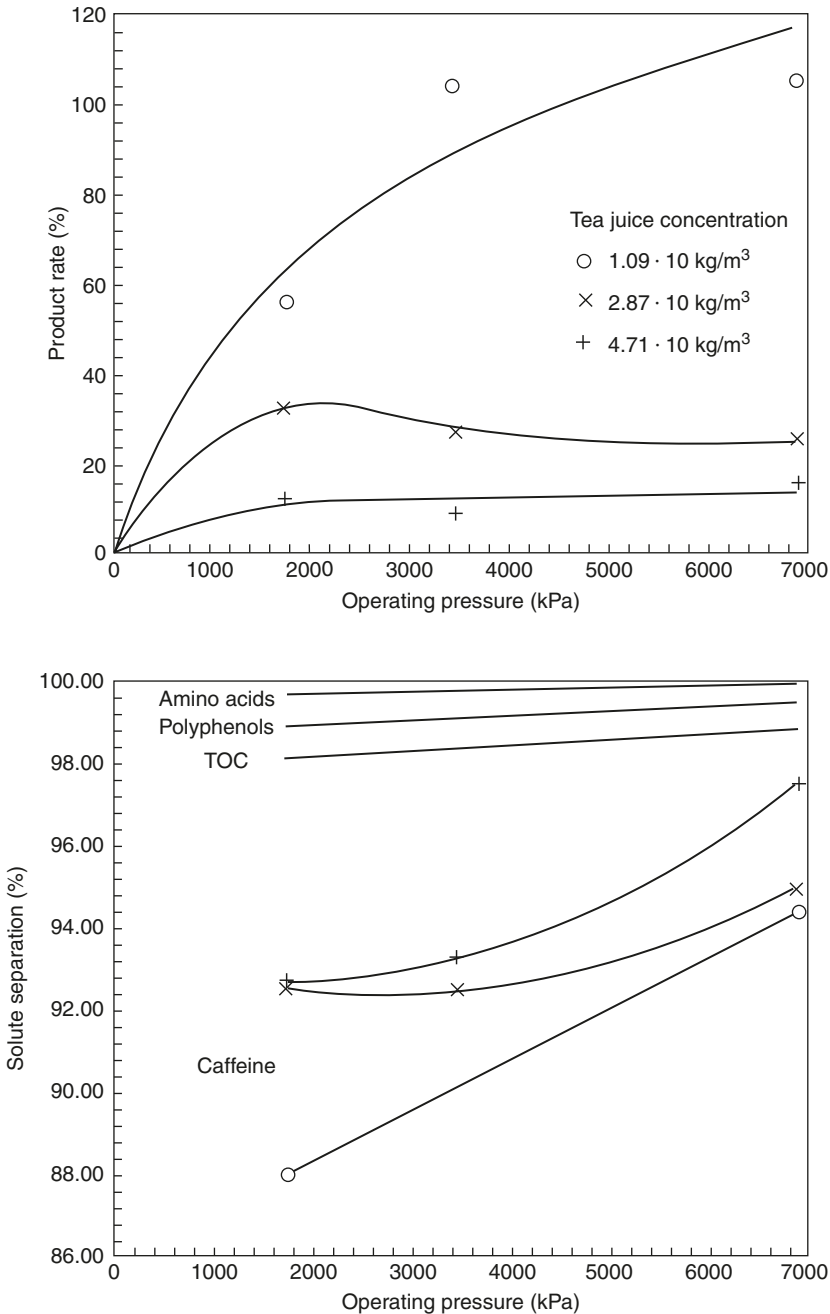 120
100
80
60
40
20
0
Product rate (%)
Tea juice concentration
1.09 · 10 kg/m³
2.87 · 10 kg/m³
4.71 · 10 kg/m³
0 1000 2000 3000 4000 5000 6000 7000
Operating pressure (kPa)
100.00
98.00
96.00
94.00
92.00
90.00
88.00
86.00
Solute separation (%)
Amino acids
Polyphenols
TOC
Caffeine
0 1000 2000 3000 4000 5000 6000 7000
Operating pressure (kPa)